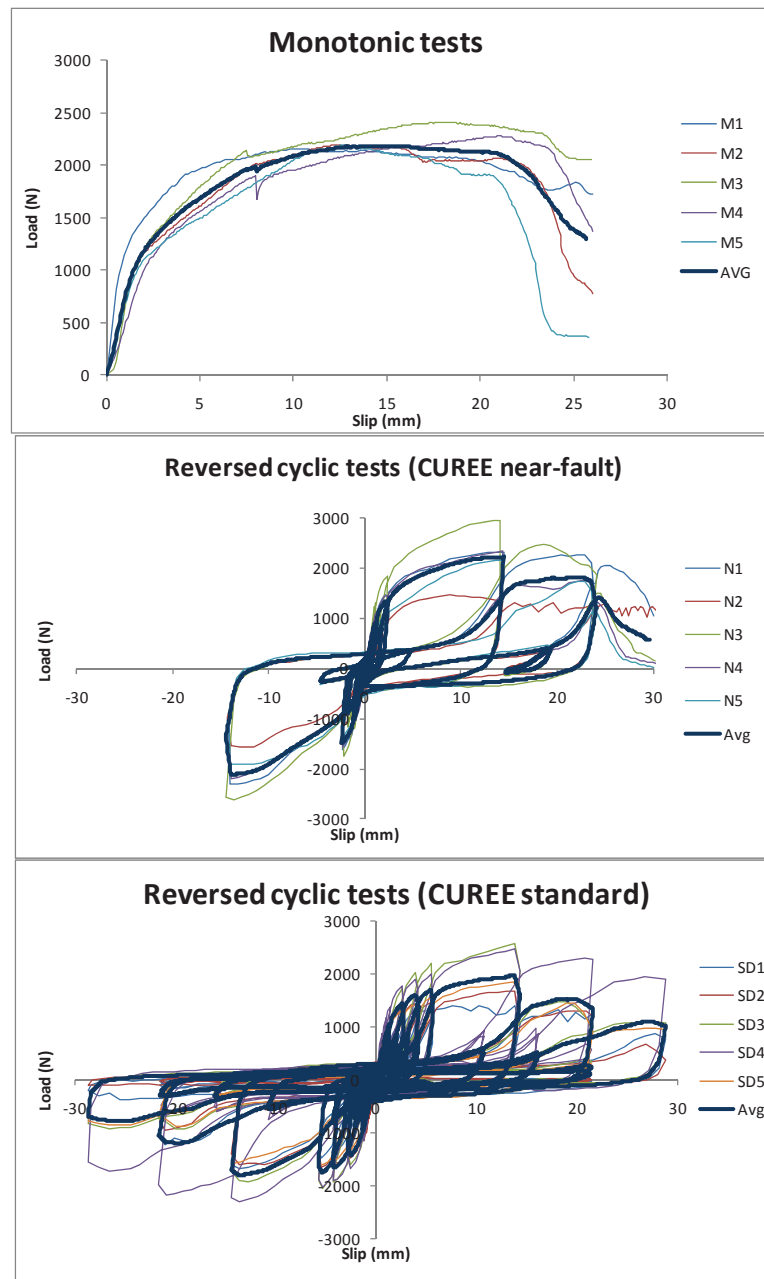 Monotonic tests
3000
2500
2000
1500
1000
500
0
0 5 10 15 20 25 30
Load (N)
Slip (mm)
M1
M2
M3
M4
M5
AVG
Reversed cyclic tests (CUREE near-fault)
3000
2000
1000
0
-1000
-2000
-3000
-30 -20 -10 0 10 20 30
Load (N)
Slip (mm)
N1
N2
N3
N4
N5
Avg
Reversed cyclic tests (CUREE standard)
3000
2000
1000
0
-1000
-2000
-3000
-30 -20 -10 0 10 20 30
Load (N)
Slip (mm)
SD1
SD2
SD3
SD4
SD5
Avg